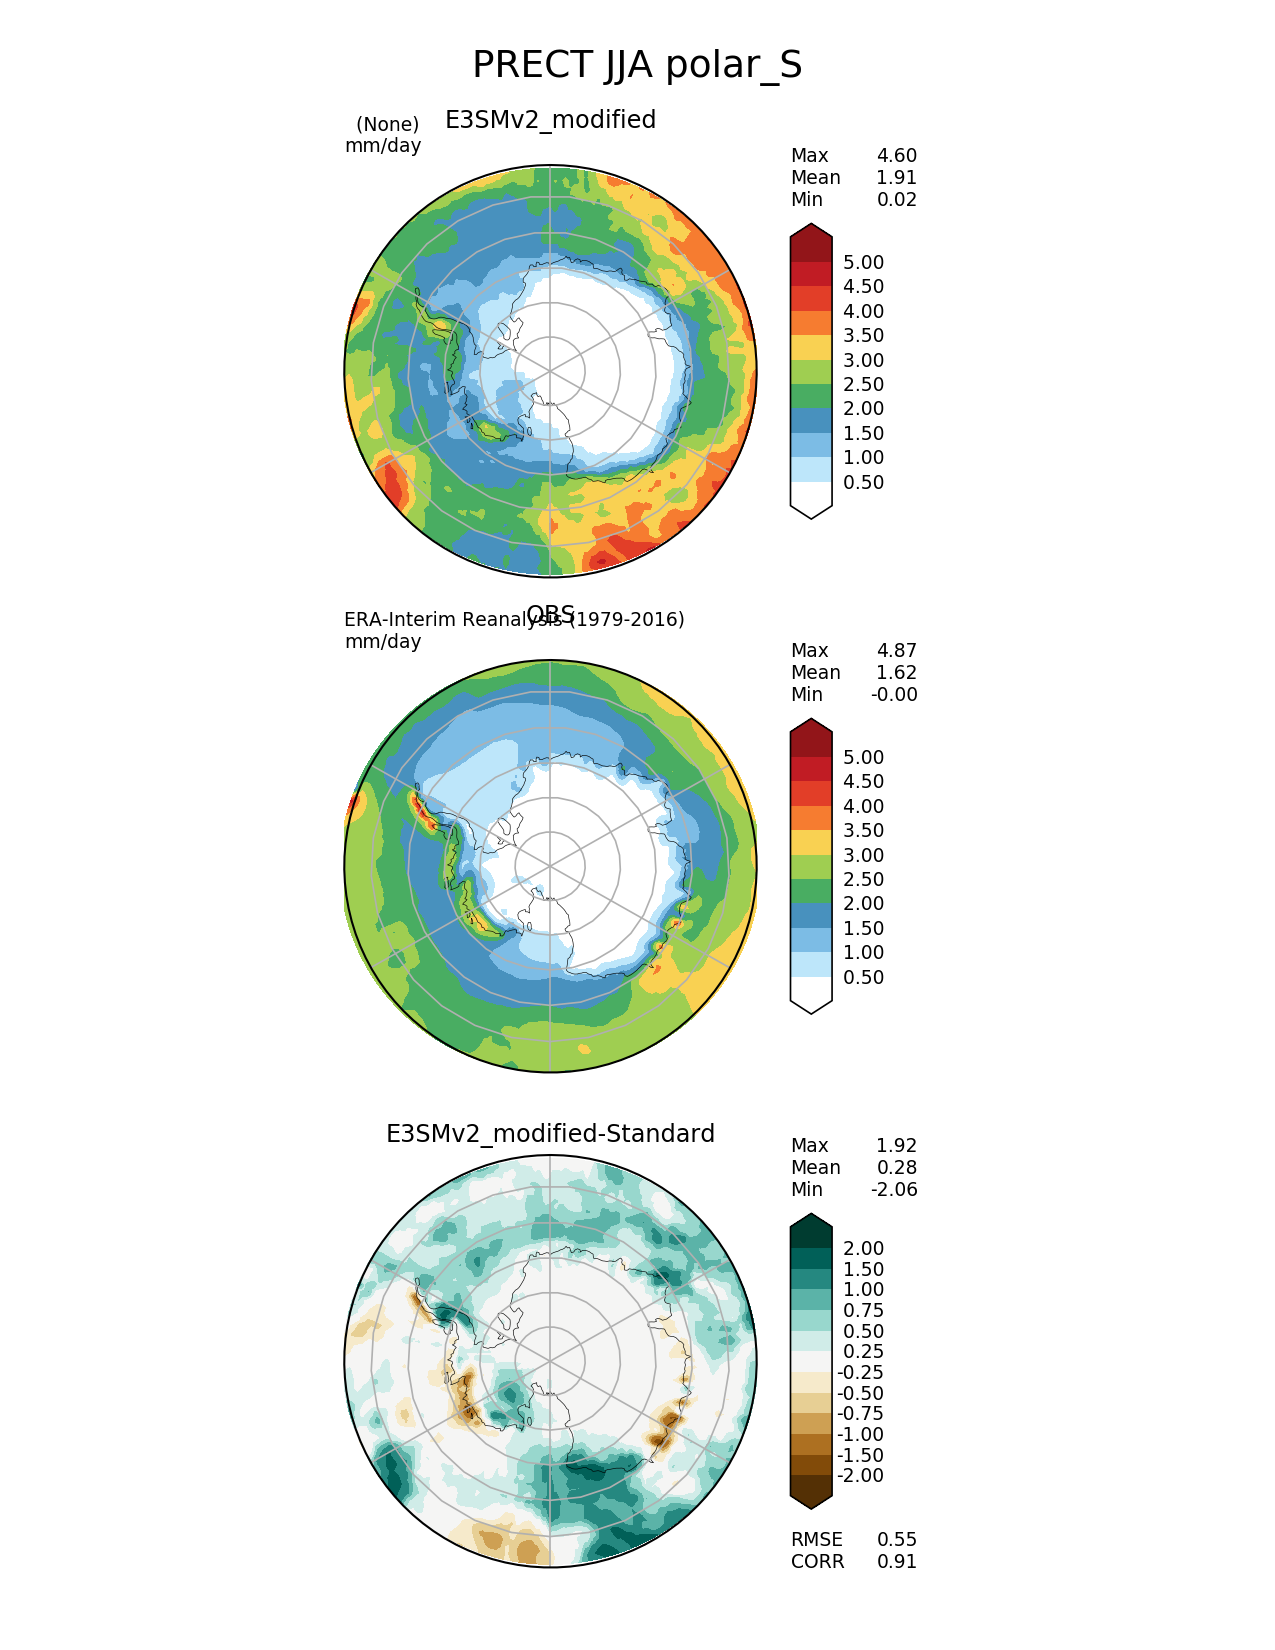 PRECT JJA polar_S
E3SMv2_modified
(None)
mm/day
Max 4.60
Mean 1.91
Min 0.02
5.00
4.50
4.00
3.50
3.00
2.50
2.00
1.50
1.00
0.50
OBS
ERA-Interim Reanalysis (1979-2016)
mm/day
Max 4.87
Mean 1.62
Min -0.00
5.00
4.50
4.00
3.50
3.00
2.50
2.00
1.50
1.00
0.50
E3SMv2_modified-Standard
Max 1.92
Mean 0.28
Min -2.06
2.00
1.50
1.00
0.75
0.50
0.25
-0.25
-0.50
-0.75
-1.00
-1.50
-2.00
RMSE 0.55
CORR 0.91